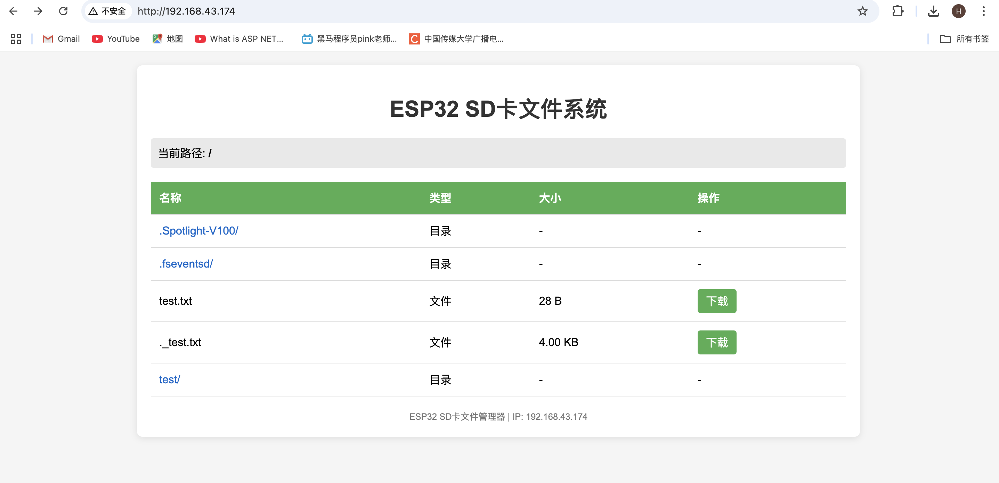 不安全 http://192.168.43.174 H
Gmail YouTube 地图 What is ASP NET... 黑马程序员pink老师... 中国传媒大学广播电... 所有书签
ESP32 SD卡文件系统
当前路径: /
名称 类型 大小 操作
.Spotlight-V100/ 目录 - -
.fseventsd/ 目录 - -
test.txt 文件 28 B 下载
._test.txt 文件 4.00 KB 下载
test/ 目录 - -
ESP32 SD卡文件管理器 | IP: 192.168.43.174